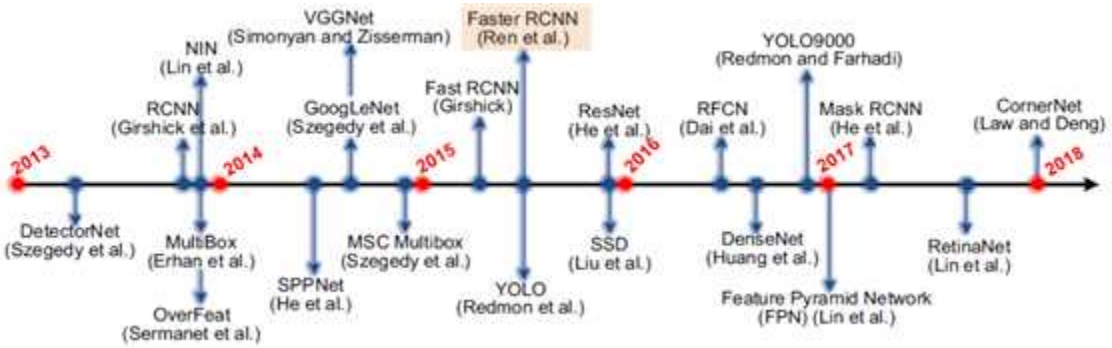 VGGNet
(Simonyan and Zisserman)
Faster RCNN
(Ren et al.)
NIN
(Lin et al.)
YOLO9000
(Redmon and Farhadi)
RCNN
(Girshick et al.)
GoogLeNet
(Szegedy et al.)
Fast RCNN
(Girshick)
ResNet
(He et al.)
RFCN
(Dai et al.)
Mask RCNN
(He et al.)
CornerNet
(Law and Deng)
2013
2014
2015
2016
2017
2018
DetectorNet
(Szegedy et al.)
MultiBox
(Erhan et al.)
OverFeat
(Sermanet et al.)
SPPNet
(He et al.)
MSC Multibox
(Szegedy et al.)
YOLO
(Redmon et al.)
SSD
(Liu et al.)
DenseNet
(Huang et al.)
Feature Pyramid Network
(FPN) (Lin et al.)
RetinaNet
(Lin et al.)